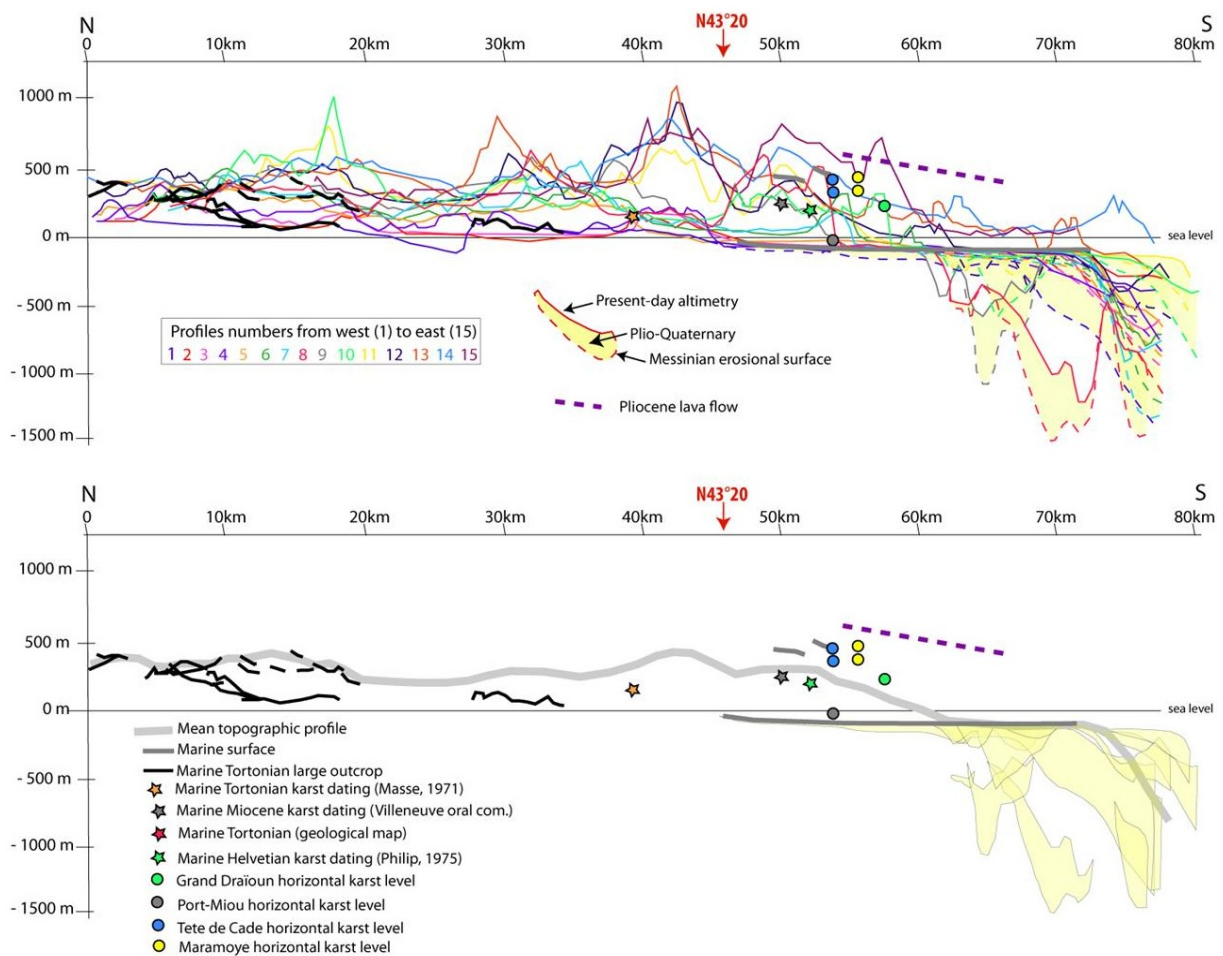 N N43°20 S
0 10km 20km 30km 40km 50km 60km 70km 80km
1000 m
500 m
0 m
sea level
- 500 m
- 1000 m
- 1500 m
Profiles numbers from west (1) to east (15)
1 2 3 4 5 6 7 8 9 10 11 12 13 14 15
Present-day altimetry
Plio-Quaternary
Messinian erosional surface
Pliocene lava flow
N N43°20 S
0 10km 20km 30km 40km 50km 60km 70km 80km
1000 m
500 m
0 m
sea level
- 500 m
- 1000 m
- 1500 m
Mean topographic profile
Marine surface
Marine Tortonian large outcrop
Marine Tortonian karst dating (Masse, 1971)
Marine Miocene karst dating (Villeneuve oral com.)
Marine Tortonian (geological map)
Marine Helvetian karst dating (Philip, 1975)
Grand Draïoun horizontal karst level
Port-Miou horizontal karst level
Tete de Cade horizontal karst level
Maramoye horizontal karst level